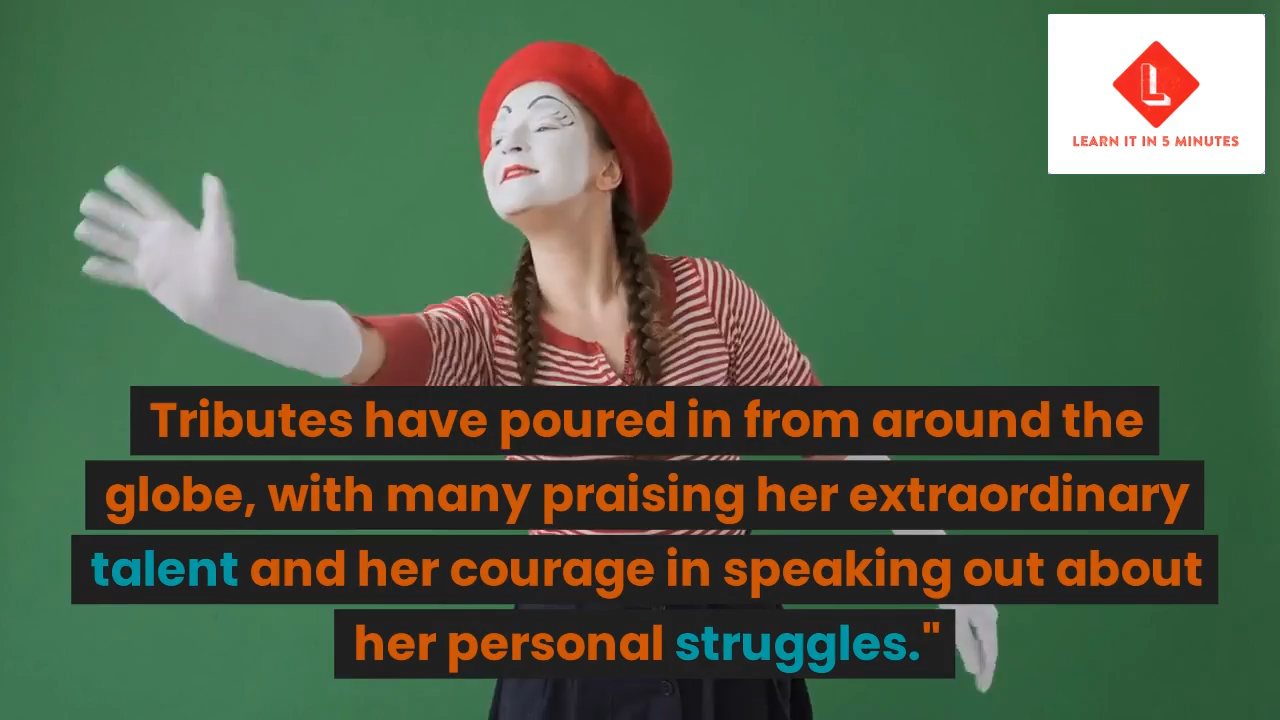 L
LEARN IT IN 5 MINUTES
Tributes have poured in from around the
globe, with many praising her extraordinary
talent and her courage in speaking out about
her personal struggles."